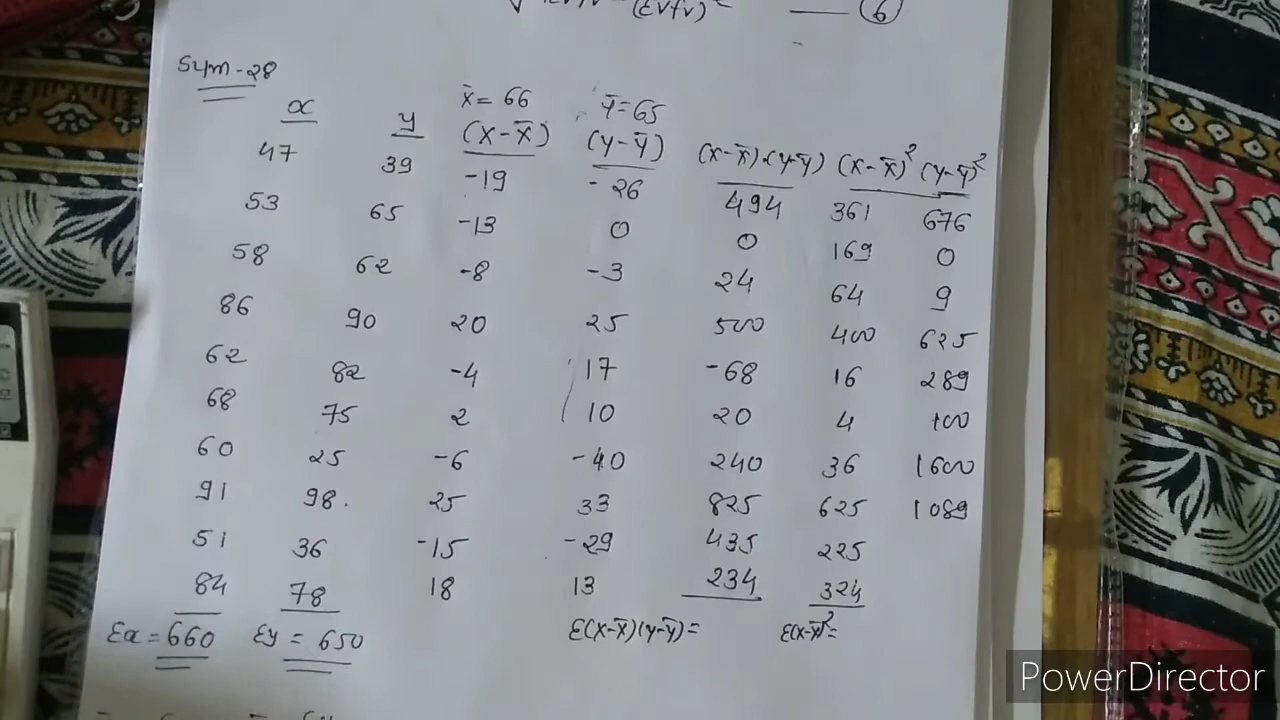 (Σv/v)² — (6)
Sym-28
x y x̄ = 66 ȳ = 65
(x-x̄) (y-ȳ) (x-x̄)·(y-ȳ) (x-x̄)² (y-ȳ)²
47 39 -19 -26 494 361 676
53 65 -13 0 0 169 0
58 62 -8 -3 24 64 9
86 90 20 25 500 400 625
62 82 -4 17 -68 16 289
68 75 2 10 20 4 100
60 25 -6 -40 240 36 1600
91 98. 25 33 825 625 1089
51 36 -15 -29 435 225
84 78 18 13 234 324
Σx = 660 Σy = 650 Σ(x-x̄)(y-ȳ) = Σ(x-x̄)² =
PowerDirector